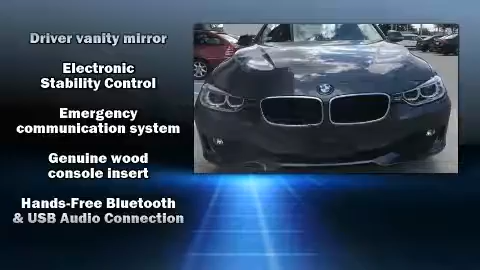 Driver vanity mirror
Electronic
Stability Control
Emergency
communication system
Genuine wood
console insert
Hands-Free Bluetooth
& USB Audio Connection